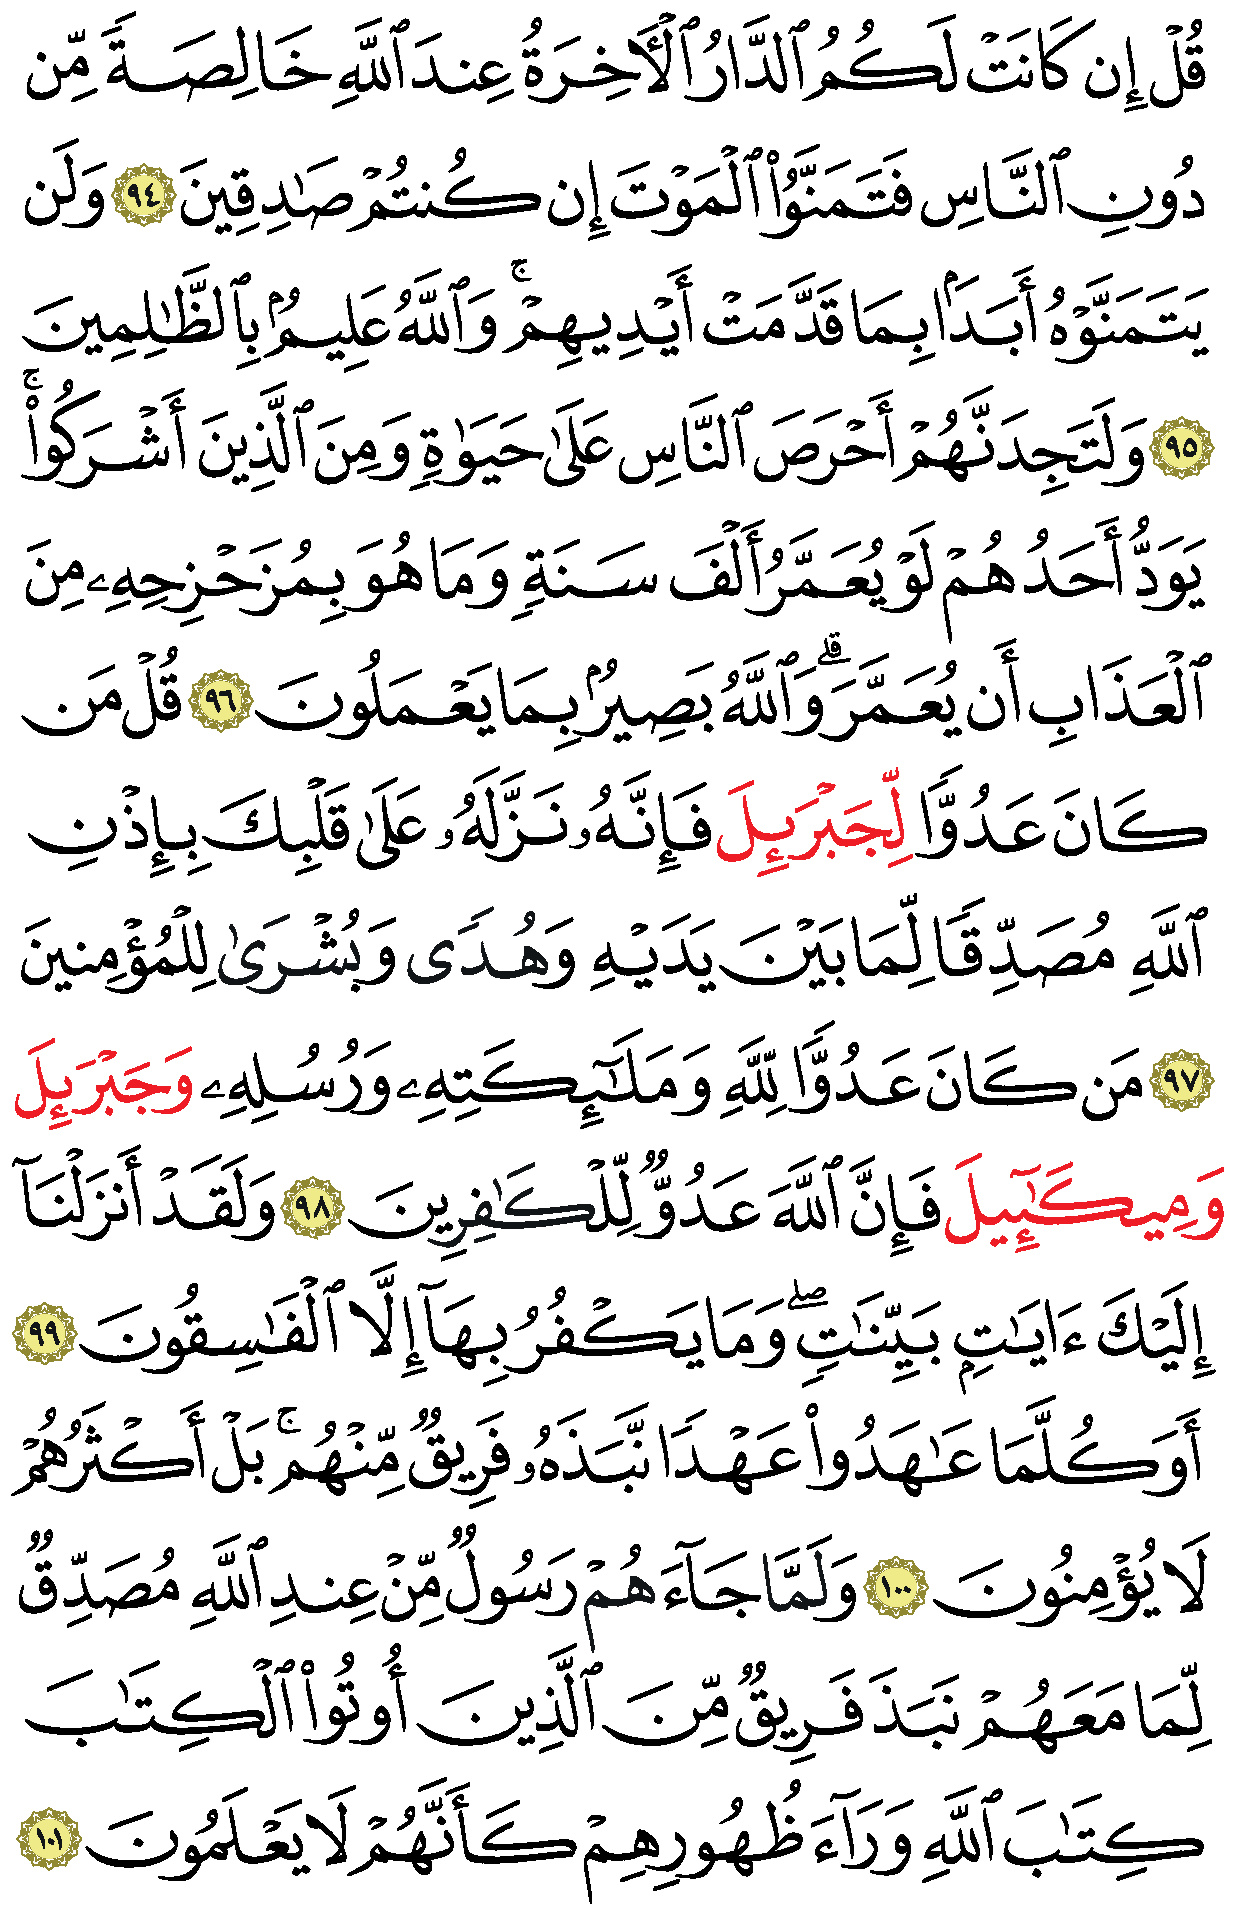 قُلۡ إِن كَانَتۡ لَكُمُ ٱلدَّارُ ٱلۡأَخِرَةُ عِندَ ٱللَّهِ خَالِصَةً مِّن
دُونِ ٱلنَّاسِ فَتَمَنَّوُاْ ٱلۡمَوۡتَ إِن كُنتُمۡ صَٰدِقِينَ ٩٤ وَلَن
يَتَمَنَّوۡهُ أَبَدَۢا بِمَا قَدَّمَتۡ أَيۡدِيهِمۡۚ وَٱللَّهُ عَلِيمُۢ بِٱلظَّٰلِمِينَ
٩٥ وَلَتَجِدَنَّهُمۡ أَحۡرَصَ ٱلنَّاسِ عَلَىٰ حَيَوٰةٖ وَمِنَ ٱلَّذِينَ أَشۡرَكُواْۚ
يَوَدُّ أَحَدُهُمۡ لَوۡ يُعَمَّرُ أَلۡفَ سَنَةٖ وَمَا هُوَ بِمُزَحۡزِحِهِۦ مِنَ
ٱلۡعَذَابِ أَن يُعَمَّرَۗ وَٱللَّهُ بَصِيرُۢ بِمَا يَعۡمَلُونَ ٩٦ قُلۡ مَن
كَانَ عَدُوّٗا لِّجَبۡرَئِلَ فَإِنَّهُۥ نَزَّلَهُۥ عَلَىٰ قَلۡبِكَ بِإِذۡنِ
ٱللَّهِ مُصَدِّقٗا لِّمَا بَيۡنَ يَدَيۡهِ وَهُدٗى وَبُشۡرَىٰ لِلۡمُؤۡمِنِينَ
٩٧ مَن كَانَ عَدُوّٗا لِّلَّهِ وَمَلَٰٓئِكَتِهِۦ وَرُسُلِهِۦ وَجَبۡرَئِلَ
وَمِيكَٰٓئِيلَ فَإِنَّ ٱللَّهَ عَدُوّٞ لِّلۡكَٰفِرِينَ ٩٨ وَلَقَدۡ أَنزَلۡنَآ
إِلَيۡكَ ءَايَٰتِۭ بَيِّنَٰتٖۖ وَمَا يَكۡفُرُ بِهَآ إِلَّا ٱلۡفَٰسِقُونَ ٩٩
أَوَكُلَّمَا عَٰهَدُواْ عَهۡدٗا نَّبَذَهُۥ فَرِيقٞ مِّنۡهُمۚ بَلۡ أَكۡثَرُهُمۡ
لَا يُؤۡمِنُونَ ١٠٠ وَلَمَّا جَآءَهُمۡ رَسُولٞ مِّنۡ عِندِ ٱللَّهِ مُصَدِّقٞ
لِّمَا مَعَهُمۡ نَبَذَ فَرِيقٞ مِّنَ ٱلَّذِينَ أُوتُواْ ٱلۡكِتَٰبَ
كِتَٰبَ ٱللَّهِ وَرَآءَ ظُهُورِهِمۡ كَأَنَّهُمۡ لَا يَعۡلَمُونَ ١٠١